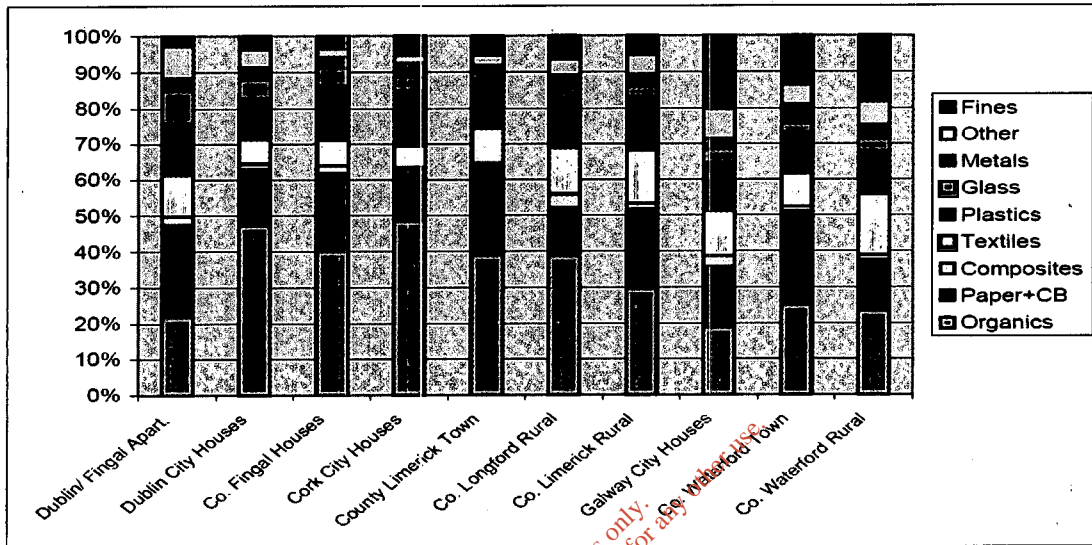 100%
90%
80%
70%
60%
50%
40%
30%
20%
10%
0%
Dublin/ Fingal Apart.
Dublin City Houses
Co. Fingal Houses
Cork City Houses
County Limerick Town
Co. Longford Rural
Co. Limerick Rural
Galway City Houses
Co. Waterford Town
Co. Waterford Rural
Fines
Other
Metals
Glass
Plastics
Textiles
Composites
Paper+CB
Organics
only.
for any other use.